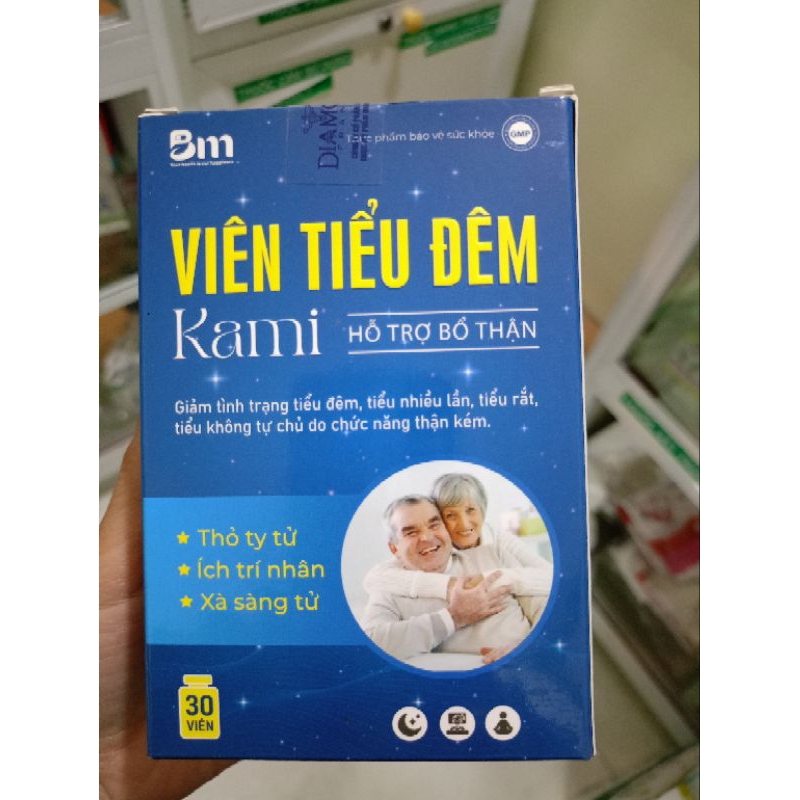 Bm
DIAMO
phẩm bảo vệ sức khỏe
GMP
VIÊN TIỂU ĐÊM
Kami
HỖ TRỢ BỔ THẬN
Giảm tình trạng tiểu đêm, tiểu nhiều lần, tiểu rắt,
tiểu không tự chủ do chức năng thận kém.
Thỏ ty tử
Ích trí nhân
Xà sàng tử
30
VIÊN